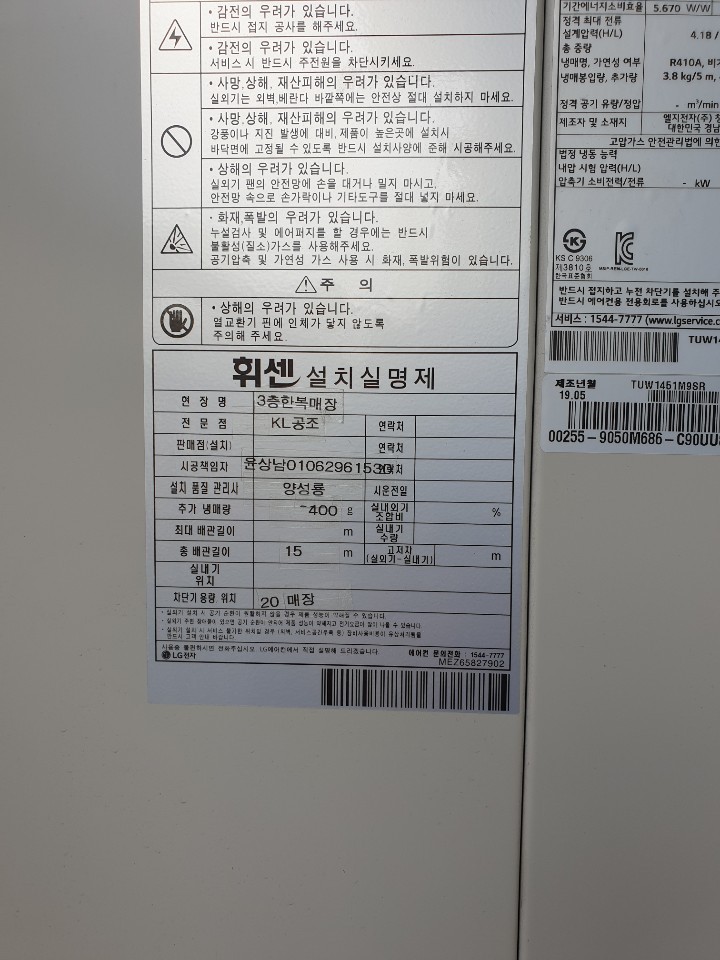 • 감전의 우려가 있습니다.
반드시 접지 공사를 해주세요.
• 감전의 우려가 있습니다.
서비스 시 반드시 주전원을 차단시키세요.
• 사망,상해, 재산피해의 우려가 있습니다.
실외기는 외벽,베란다 바깥쪽에는 안전상 절대 설치하지 마세요.
• 사망,상해, 재산피해의 우려가 있습니다.
강풍이나 지진 발생에 대비, 제품이 높은곳에 설치시
바닥면에 고정될 수 있도록 반드시 설치사양에 준해 시공해주세요.
• 상해의 우려가 있습니다.
실외기 팬의 안전망에 손을 대거나 밀지 마시고,
안전망 속으로 손가락이나 기타도구를 절대 넣지 마세요.
• 화재,폭발의 우려가 있습니다.
누설검사 및 에어퍼지를 할 경우에는 반드시
불활성(질소)가스를 사용해주세요.
공기압축 및 가연성 가스 사용 시 화재, 폭발위험이 있습니다.
주 의
• 상해의 우려가 있습니다.
열교환기 핀에 인체가 닿지 않도록
주의해 주세요.
휘센 설치실명제
현 장 명 3층한복매장
전 문 점 KL공조 연락처
판매점(설치) 연락처
시공책임자 윤상남01062961530
설치 품질 관리사 양성룡 시운전일
추가 냉매량 -400 g 실내외기 조합비 %
최대 배관길이 m 실내기 수량
총 배관길이 15 m 고저차 (실외기-실내기) m
실내기 위치
차단기 용량, 위치 20 매장
LG전자
에어컨 문의전화 : 1544-7777
MEZ65827902
기간에너지소비효율 5.670 W/W
정격 최대 전류
설계압력(H/L) 4.18 /
총 중량
냉매명, 가연성 여부 R410A,
냉매봉입량, 추가량 3.8 kg/5 m,
정격 공기 유량/정압 - m³/min
제조자 및 소재지 엘지전자(주)
대한민국 경남
고압가스 안전관리법에 의한
법정 냉동 능력
내압 시험 압력(H/L)
압축기 소비전력/전류 - kW
KS C 9306
제3810호
한국표준협회
반드시 접지하고 누전 차단기를 설치해
반드시 에어컨용 전용회로를 사용하십시오
서비스 : 1544-7777 (www.lgservice.c
TUW14
제조년월 TUW1451M9SR
19.05
00255-9050M686-C90UU